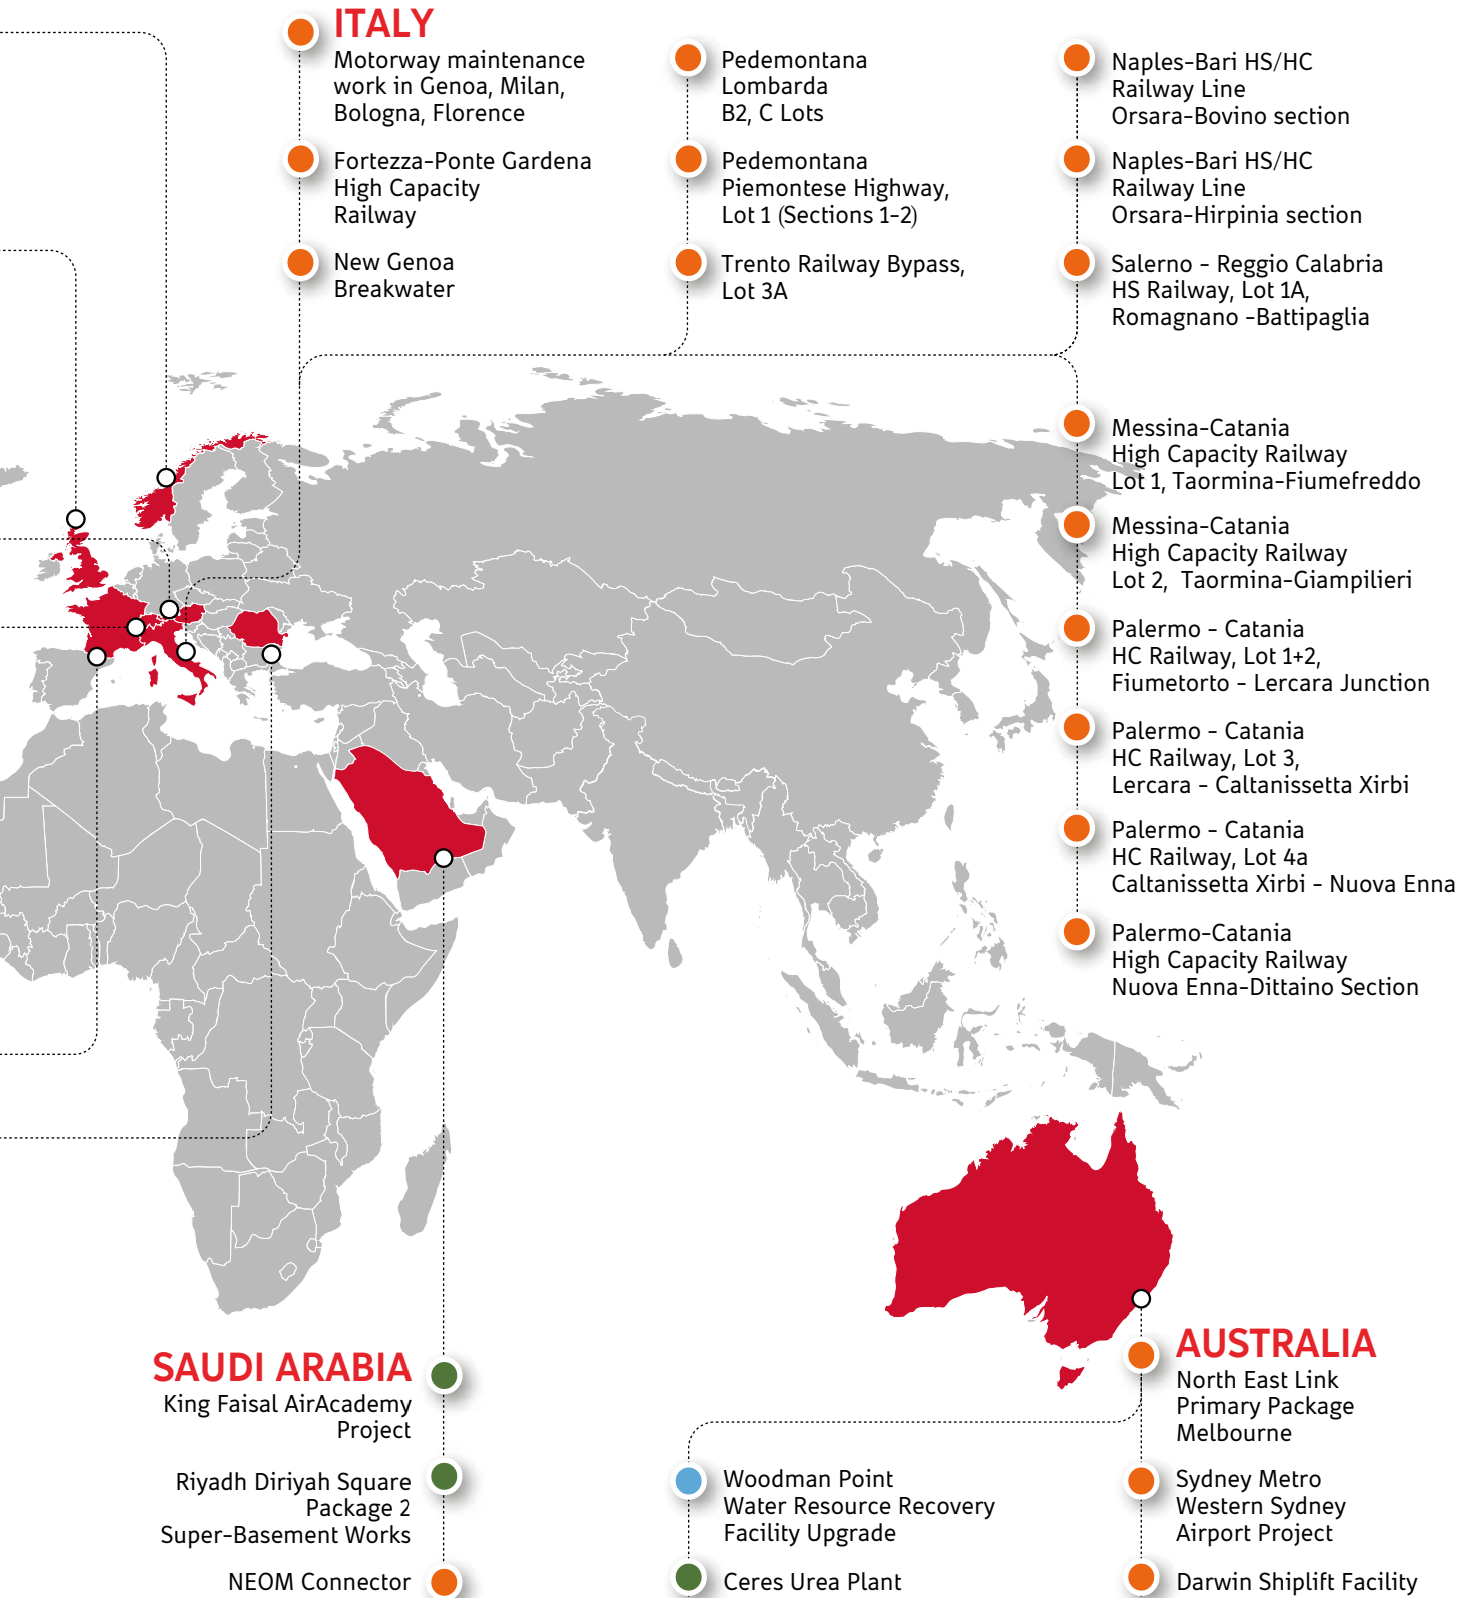 ITALY
Motorway maintenance
work in Genoa, Milan,
Bologna, Florence
Fortezza-Ponte Gardena
High Capacity
Railway
New Genoa
Breakwater
Pedemontana
Lombarda
B2, C Lots
Pedemontana
Piemontese Highway,
Lot 1 (Sections 1-2)
Trento Railway Bypass,
Lot 3A
Naples-Bari HS/HC
Railway Line
Orsara-Bovino section
Naples-Bari HS/HC
Railway Line
Orsara-Hirpinia section
Salerno - Reggio Calabria
HS Railway, Lot 1A,
Romagnano -Battipaglia
Messina-Catania
High Capacity Railway
Lot 1, Taormina-Fiumefreddo
Messina-Catania
High Capacity Railway
Lot 2, Taormina-Giampilieri
Palermo - Catania
HC Railway, Lot 1+2,
Fiumetorto - Lercara Junction
Palermo - Catania
HC Railway, Lot 3,
Lercara - Caltanissetta Xirbi
Palermo - Catania
HC Railway, Lot 4a
Caltanissetta Xirbi - Nuova Enna
Palermo-Catania
High Capacity Railway
Nuova Enna-Dittaino Section
SAUDI ARABIA
King Faisal AirAcademy
Project
Riyadh Diriyah Square
Package 2
Super-Basement Works
NEOM Connector
Woodman Point
Water Resource Recovery
Facility Upgrade
Ceres Urea Plant
AUSTRALIA
North East Link
Primary Package
Melbourne
Sydney Metro
Western Sydney
Airport Project
Darwin Shiplift Facility